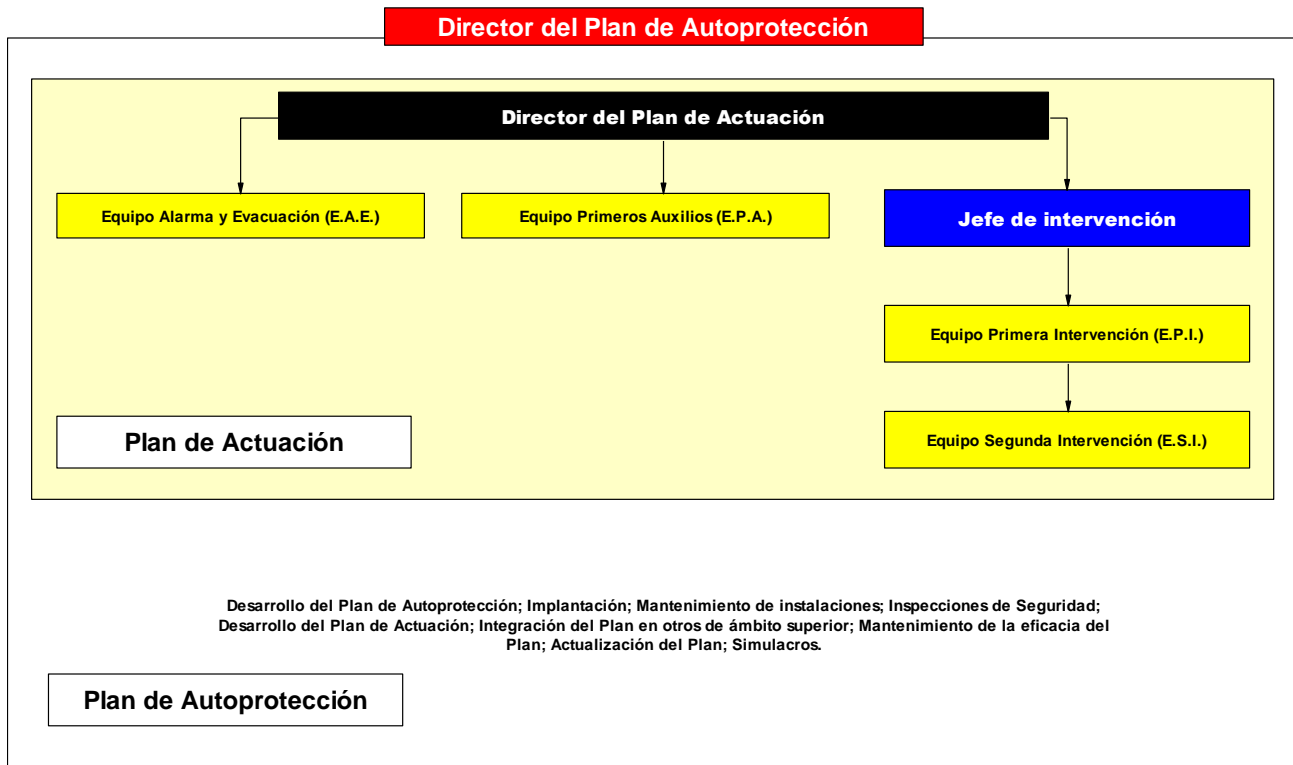 Director del Plan de Autoprotección
Director del Plan de Actuación
Equipo Alarma y Evacuación (E.A.E.)
Equipo Primeros Auxilios (E.P.A.)
Jefe de intervención
Equipo Primera Intervención (E.P.I.)
Plan de Actuación
Equipo Segunda Intervención (E.S.I.)
Desarrollo del Plan de Autoprotección; Implantación; Mantenimiento de instalaciones; Inspecciones de Seguridad;
Desarrollo del Plan de Actuación; Integración del Plan en otros de ámbito superior; Mantenimiento de la eficacia del
Plan; Actualización del Plan; Simulacros.
Plan de Autoprotección